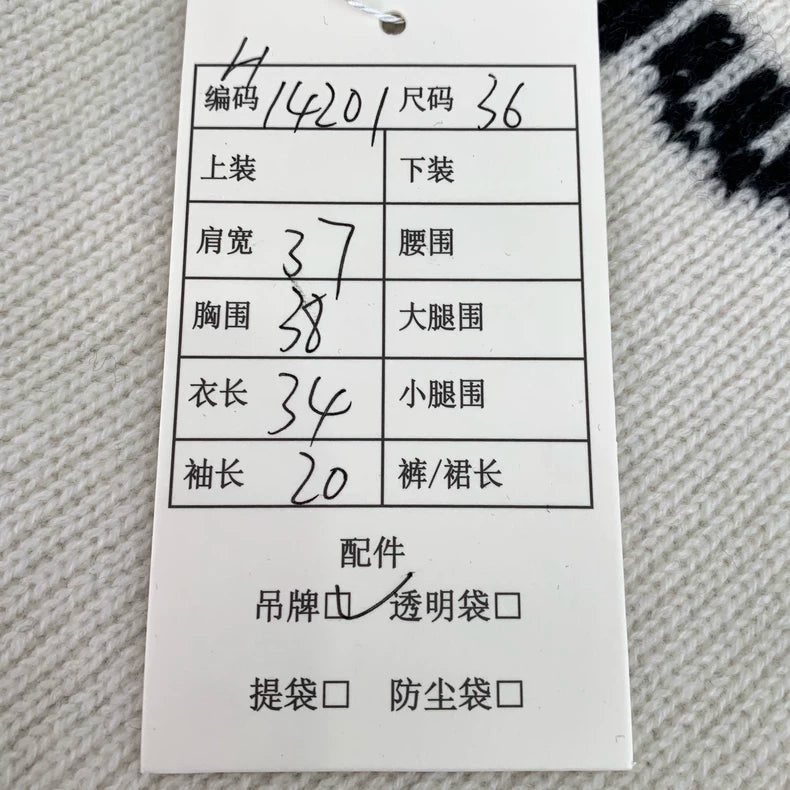 H
编码 14201 尺码 36
上装 下装
肩宽 37 腰围
胸围 38 大腿围
衣长 34 小腿围
袖长 20 裤/裙长
配件
吊牌☑ 透明袋□
提袋□ 防尘袋□